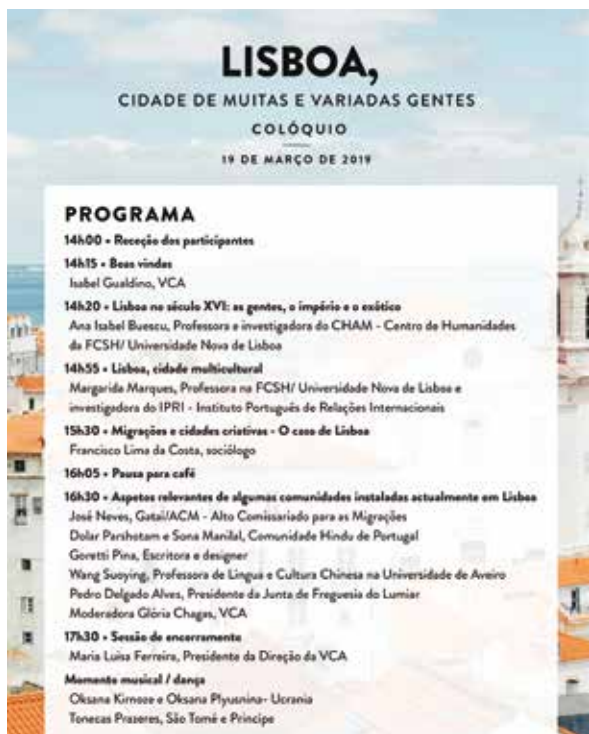 LISBOA,
CIDADE DE MUITAS E VARIADAS GENTES
COLÓQUIO
19 DE MARÇO DE 2019
PROGRAMA
14h00 • Receção dos participantes
14h15 • Boas vindas
Isabel Gualdino, VCA
14h20 • Lisboa no século XVI: as gentes, o império e o exótico
Ana Isabel Buescu, Professora e investigadora do CHAM - Centro de Humanidades
da FCSH/ Universidade Nova de Lisboa
14h55 • Lisboa, cidade multicultural
Margarida Marques, Professora na FCSH/ Universidade Nova de Lisboa e
investigadora do IPRI - Instituto Português de Relações Internacionais
15h30 • Migrações e cidades criativas - O caso de Lisboa
Francisco Lima da Costa, sociólogo
16h05 • Pausa para café
16h30 • Aspetos relevantes de algumas comunidades instaladas actualmente em Lisboa
José Neves, Gatai/ACM - Alto Comissariado para as Migrações
Dolar Parshotam e Sona Manilal, Comunidade Hindu de Portugal
Goretti Pina, Escritora e designer
Wang Suoying, Professora de Lingua e Cultura Chinesa na Universidade de Aveiro
Pedro Delgado Alves, Presidente da Junta de Freguesia do Lumiar
Moderadora Glória Chagas, VCA
17h30 • Sessão de encerramento
Maria Luisa Ferreira, Presidente da Direção da VCA
Momento musical / dança
Oksana Kirnoze e Oksana Plyusnina- Ucrania
Tonecas Prazeres, São Tomé e Principe